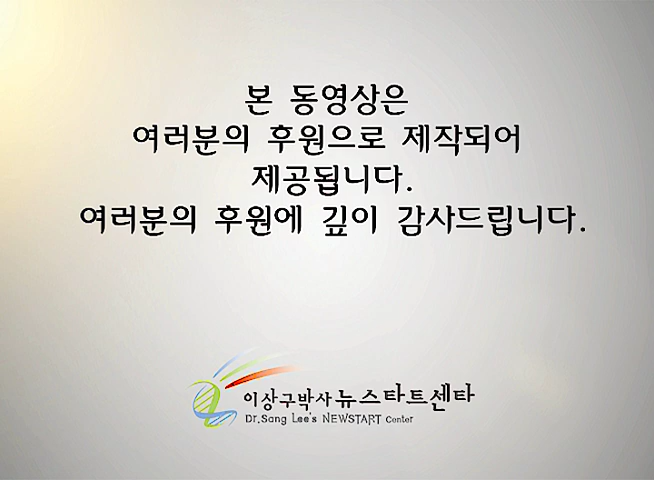 본 동영상은
여러분의 후원으로 제작되어
제공됩니다.
여러분의 후원에 깊이 감사드립니다.
이상구박사 뉴스타트센타
Dr.Sang Lee's NEWSTART Center